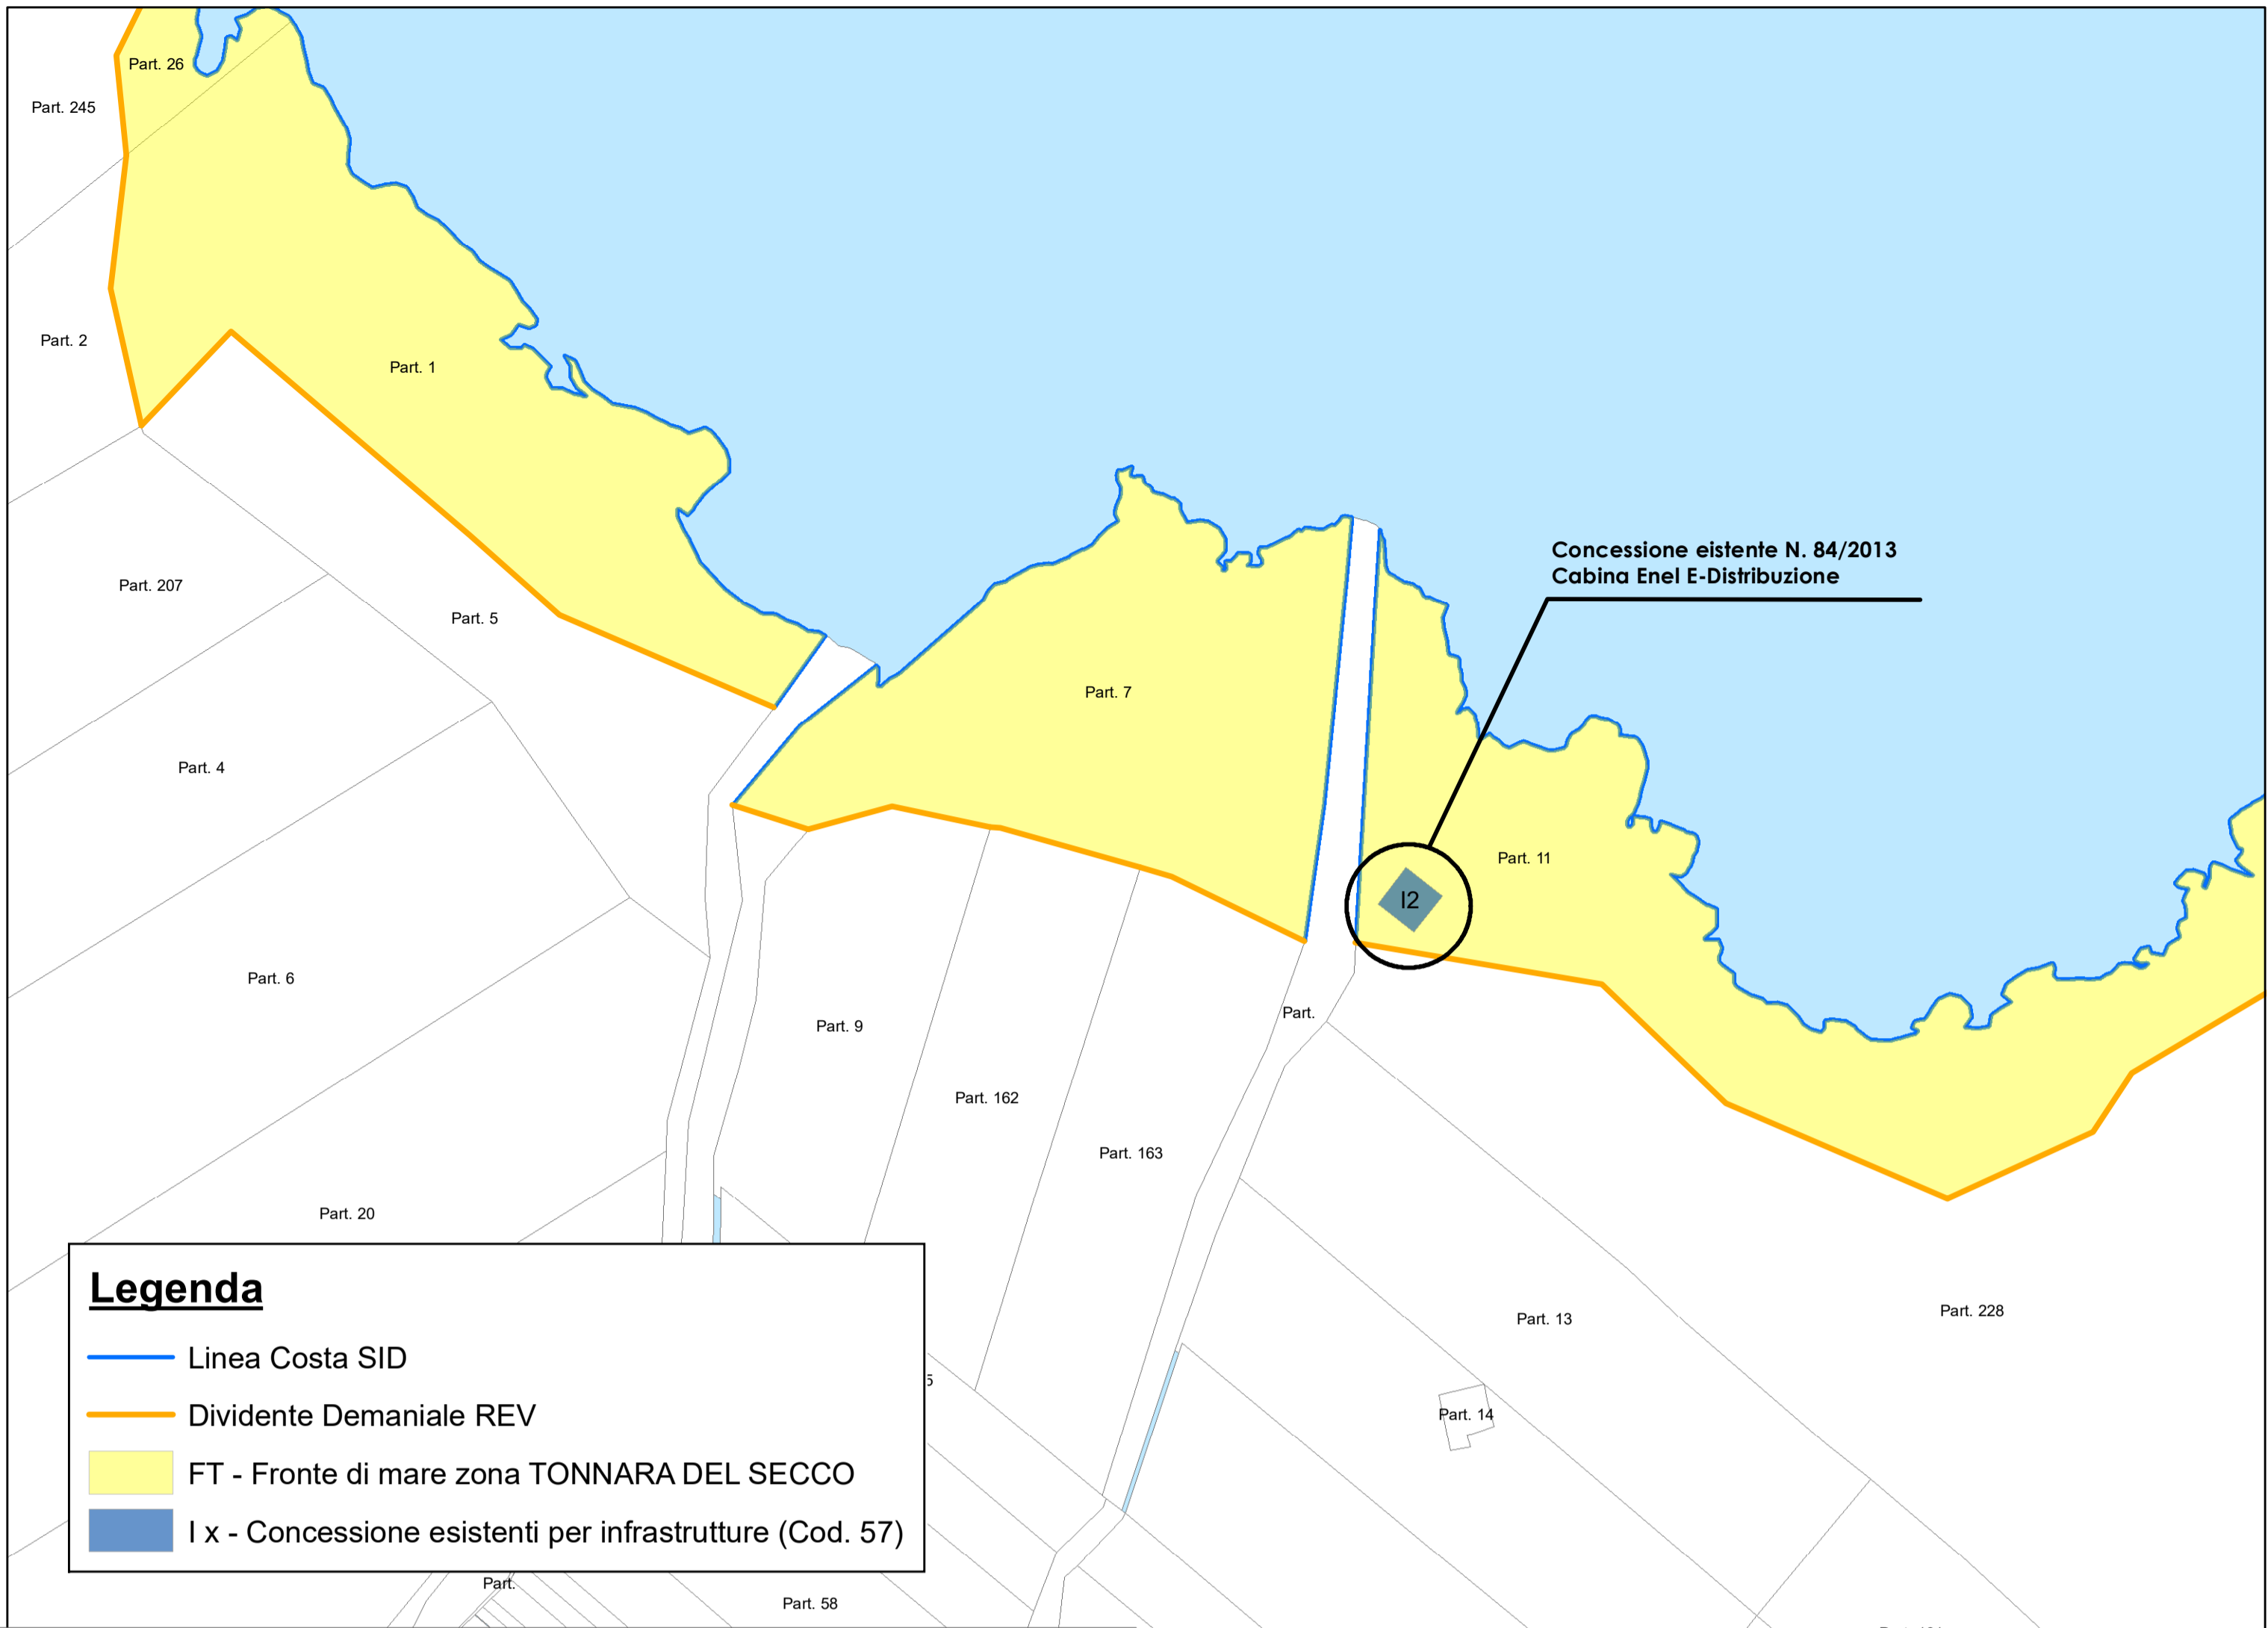 Part. 26
Part. 245
Part. 2
Part. 1
Concessione eistente N. 84/2013
Cabina Enel E-Distribuzione
Part. 207
Part. 5
Part. 7
Part. 4
Part. 11
I2
Part. 6
Part.
Part. 9
Part. 162
Part. 163
Part. 20
Legenda
Linea Costa SID
Dividente Demaniale REV
FT - Fronte di mare zona TONNARA DEL SECCO
I x - Concessione esistenti per infrastrutture (Cod. 57)
Part. 228
Part. 13
5
Part. 14
Part.
Part. 58